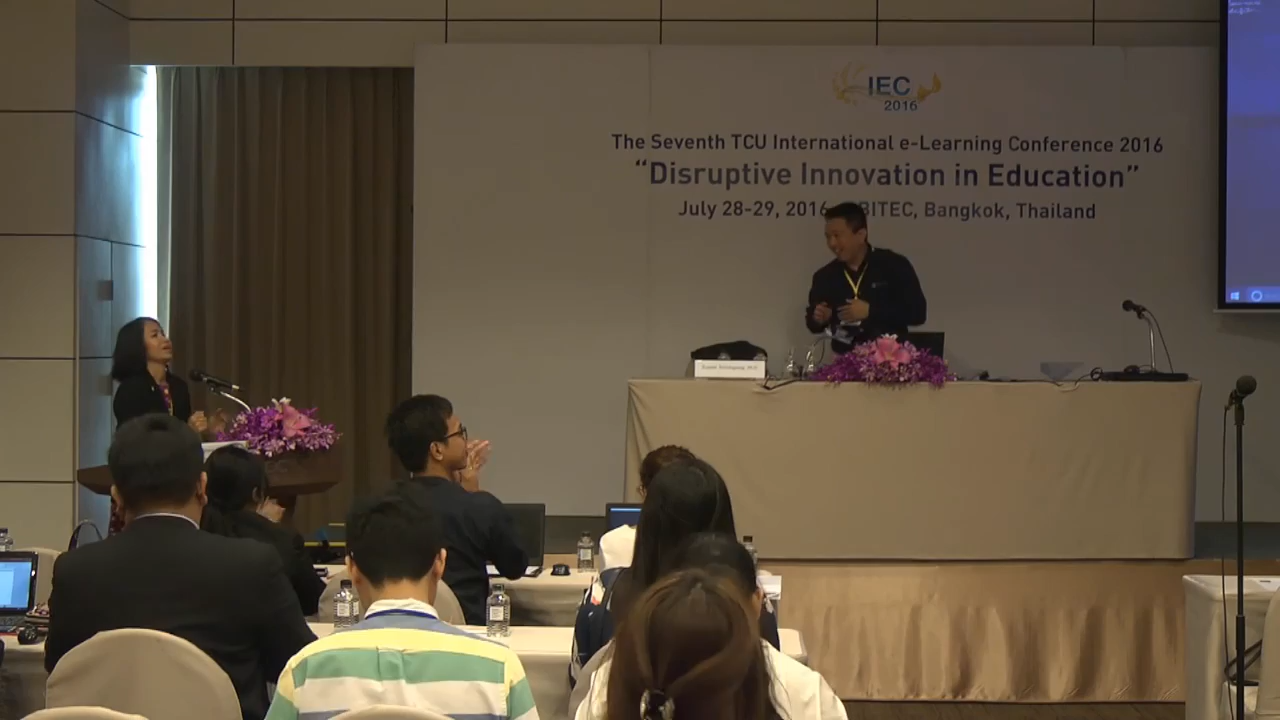 IEC
2016
The Seventh TCU International e-Learning Conference 2016
“Disruptive Innovation in Education”
July 28-29, 2016 BITEC, Bangkok, Thailand